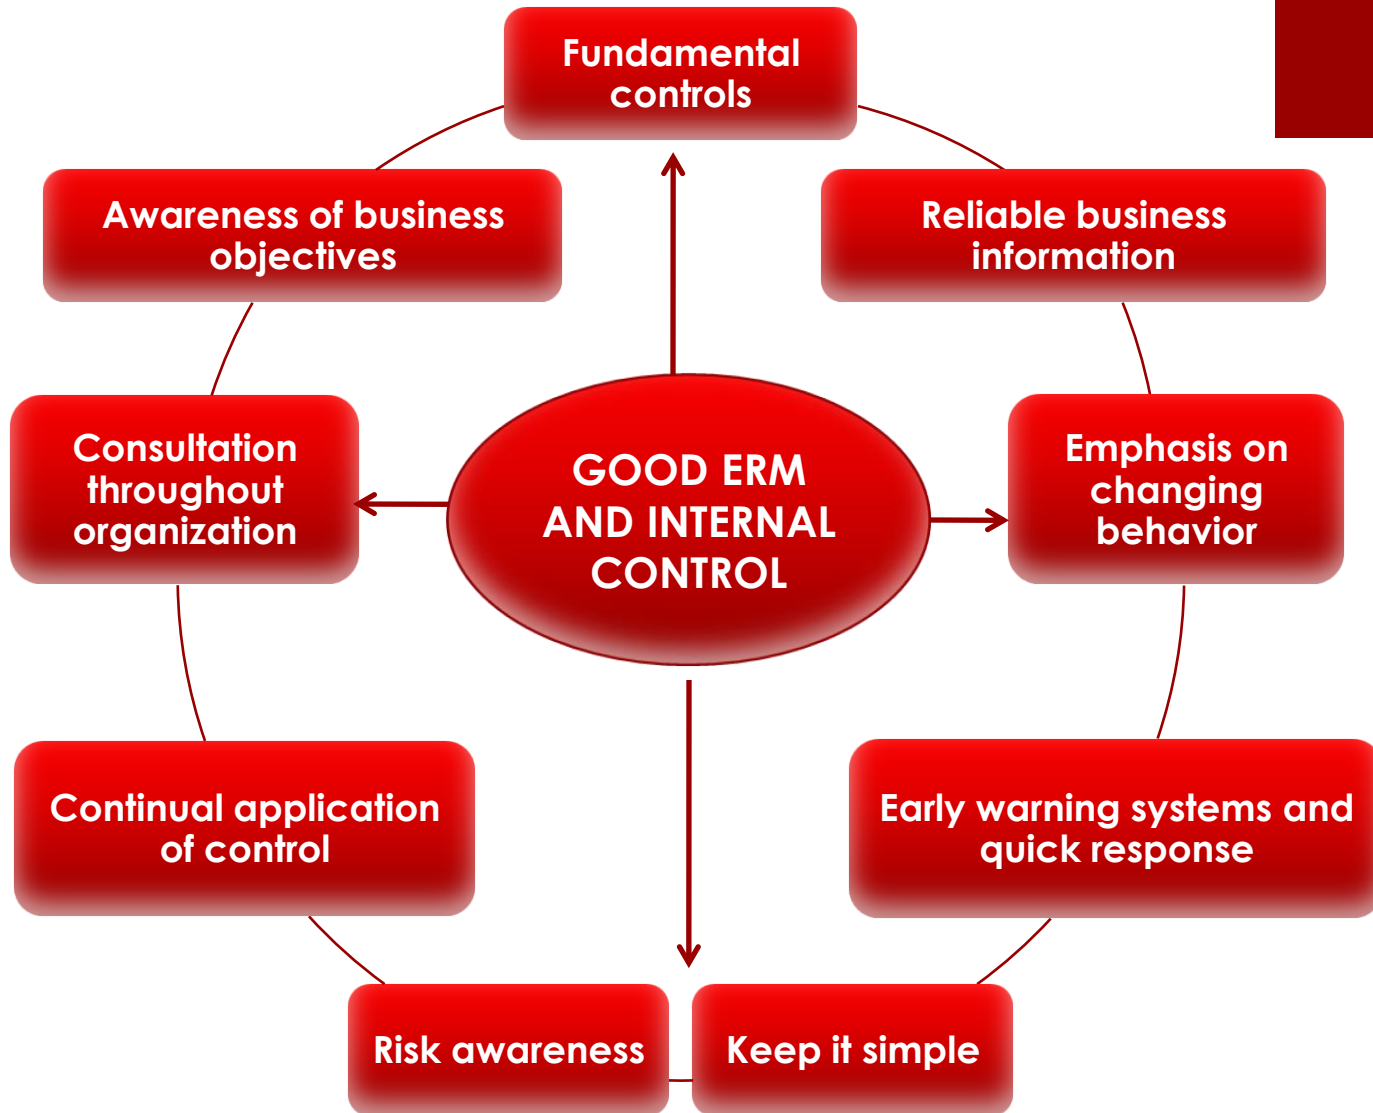 Fundamental
controls
Awareness of business
objectives
Reliable business
information
Consultation
throughout
organization
GOOD ERM
AND INTERNAL
CONTROL
Emphasis on
changing
behavior
Continual application
of control
Early warning systems and
quick response
Risk awareness
Keep it simple